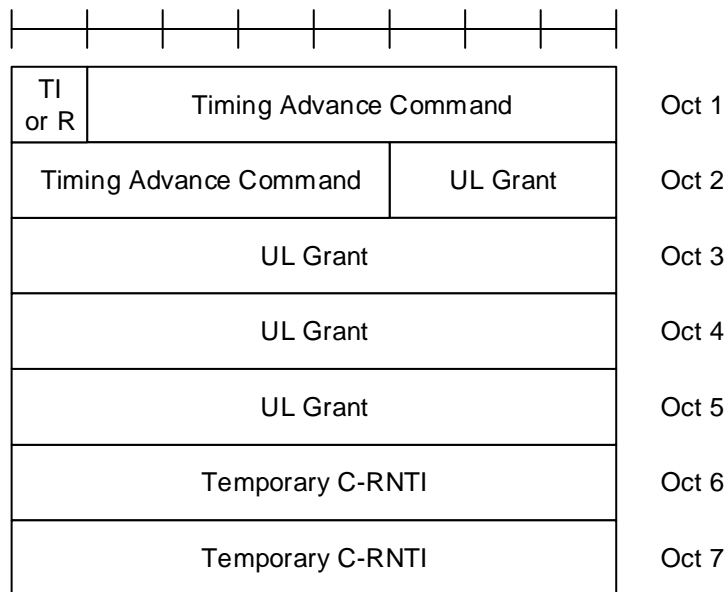 TI
or R
Timing Advance Command
Oct 1
Timing Advance Command
UL Grant
Oct 2
UL Grant
Oct 3
UL Grant
Oct 4
UL Grant
Oct 5
Temporary C-RNTI
Oct 6
Temporary C-RNTI
Oct 7